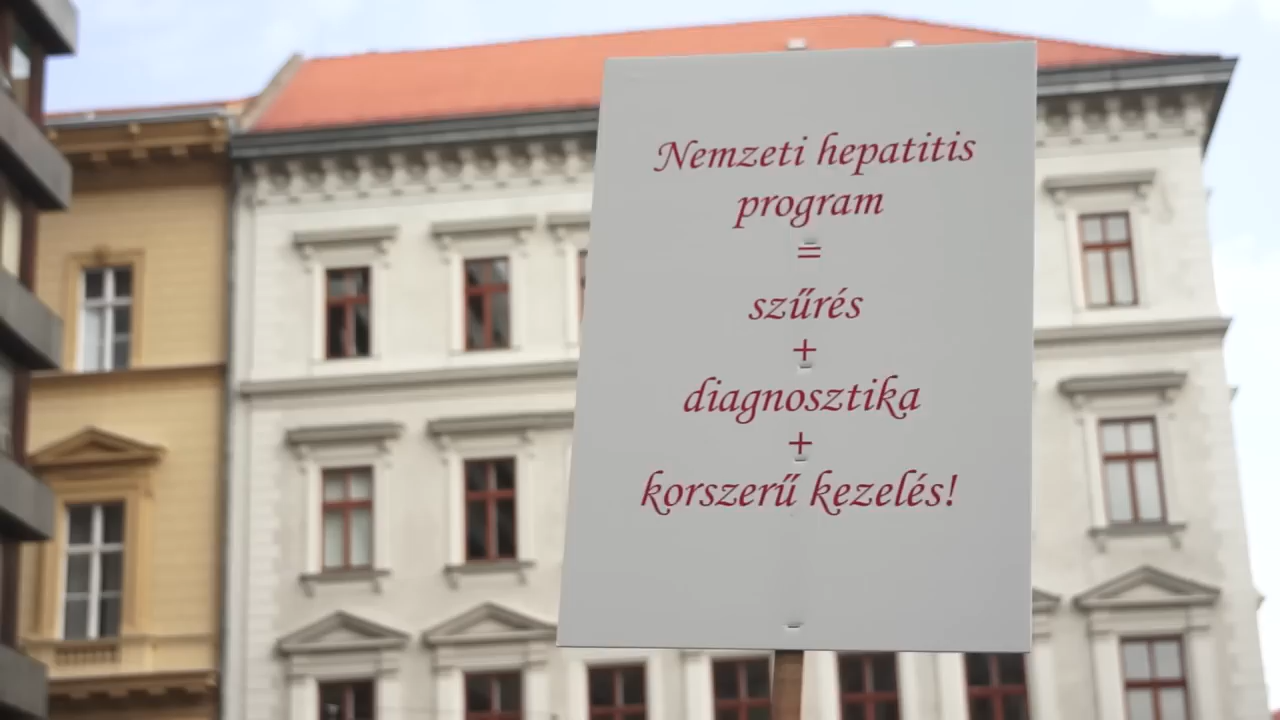 Nemzeti hepatitis
program
=
szűrés
+
diagnosztika
+
korszerű kezelés!